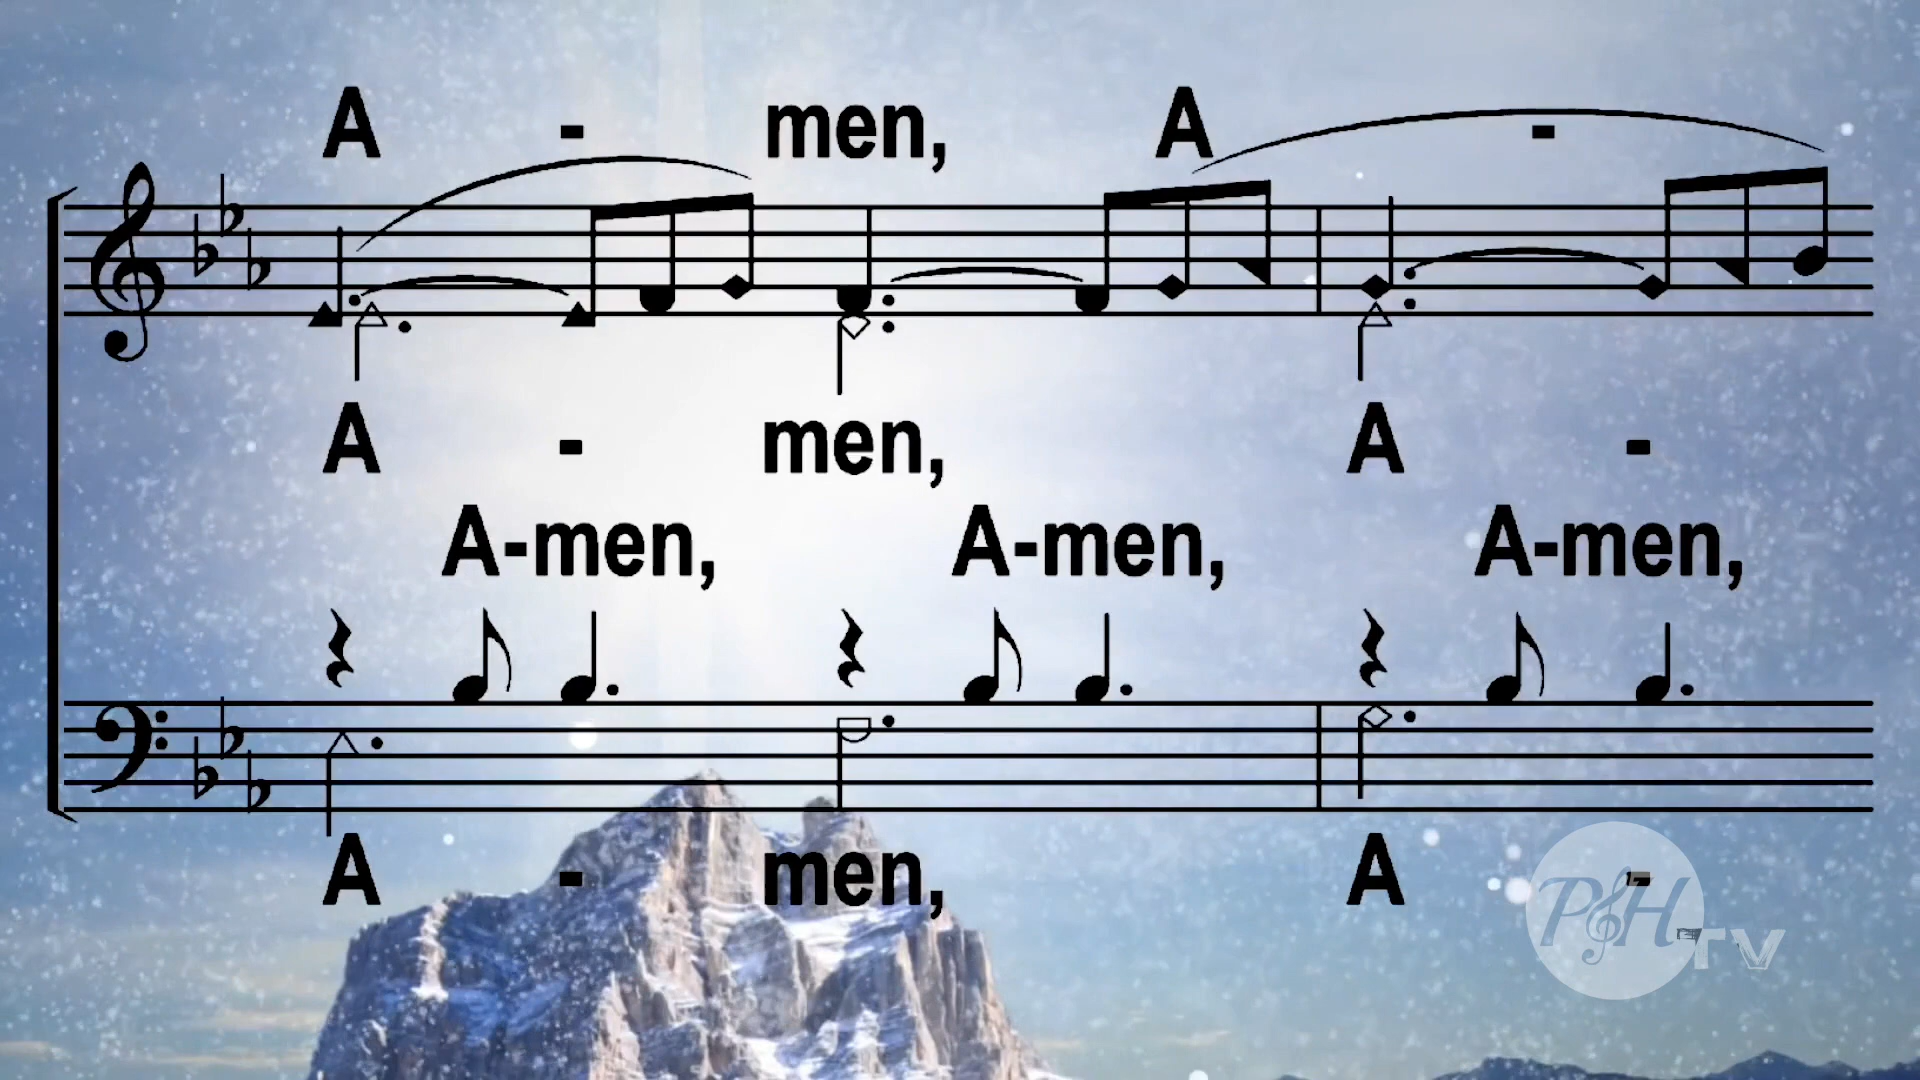 A - men, A -
A - men, A -
A-men, A-men, A-men,
A - men, A -
P&H TV